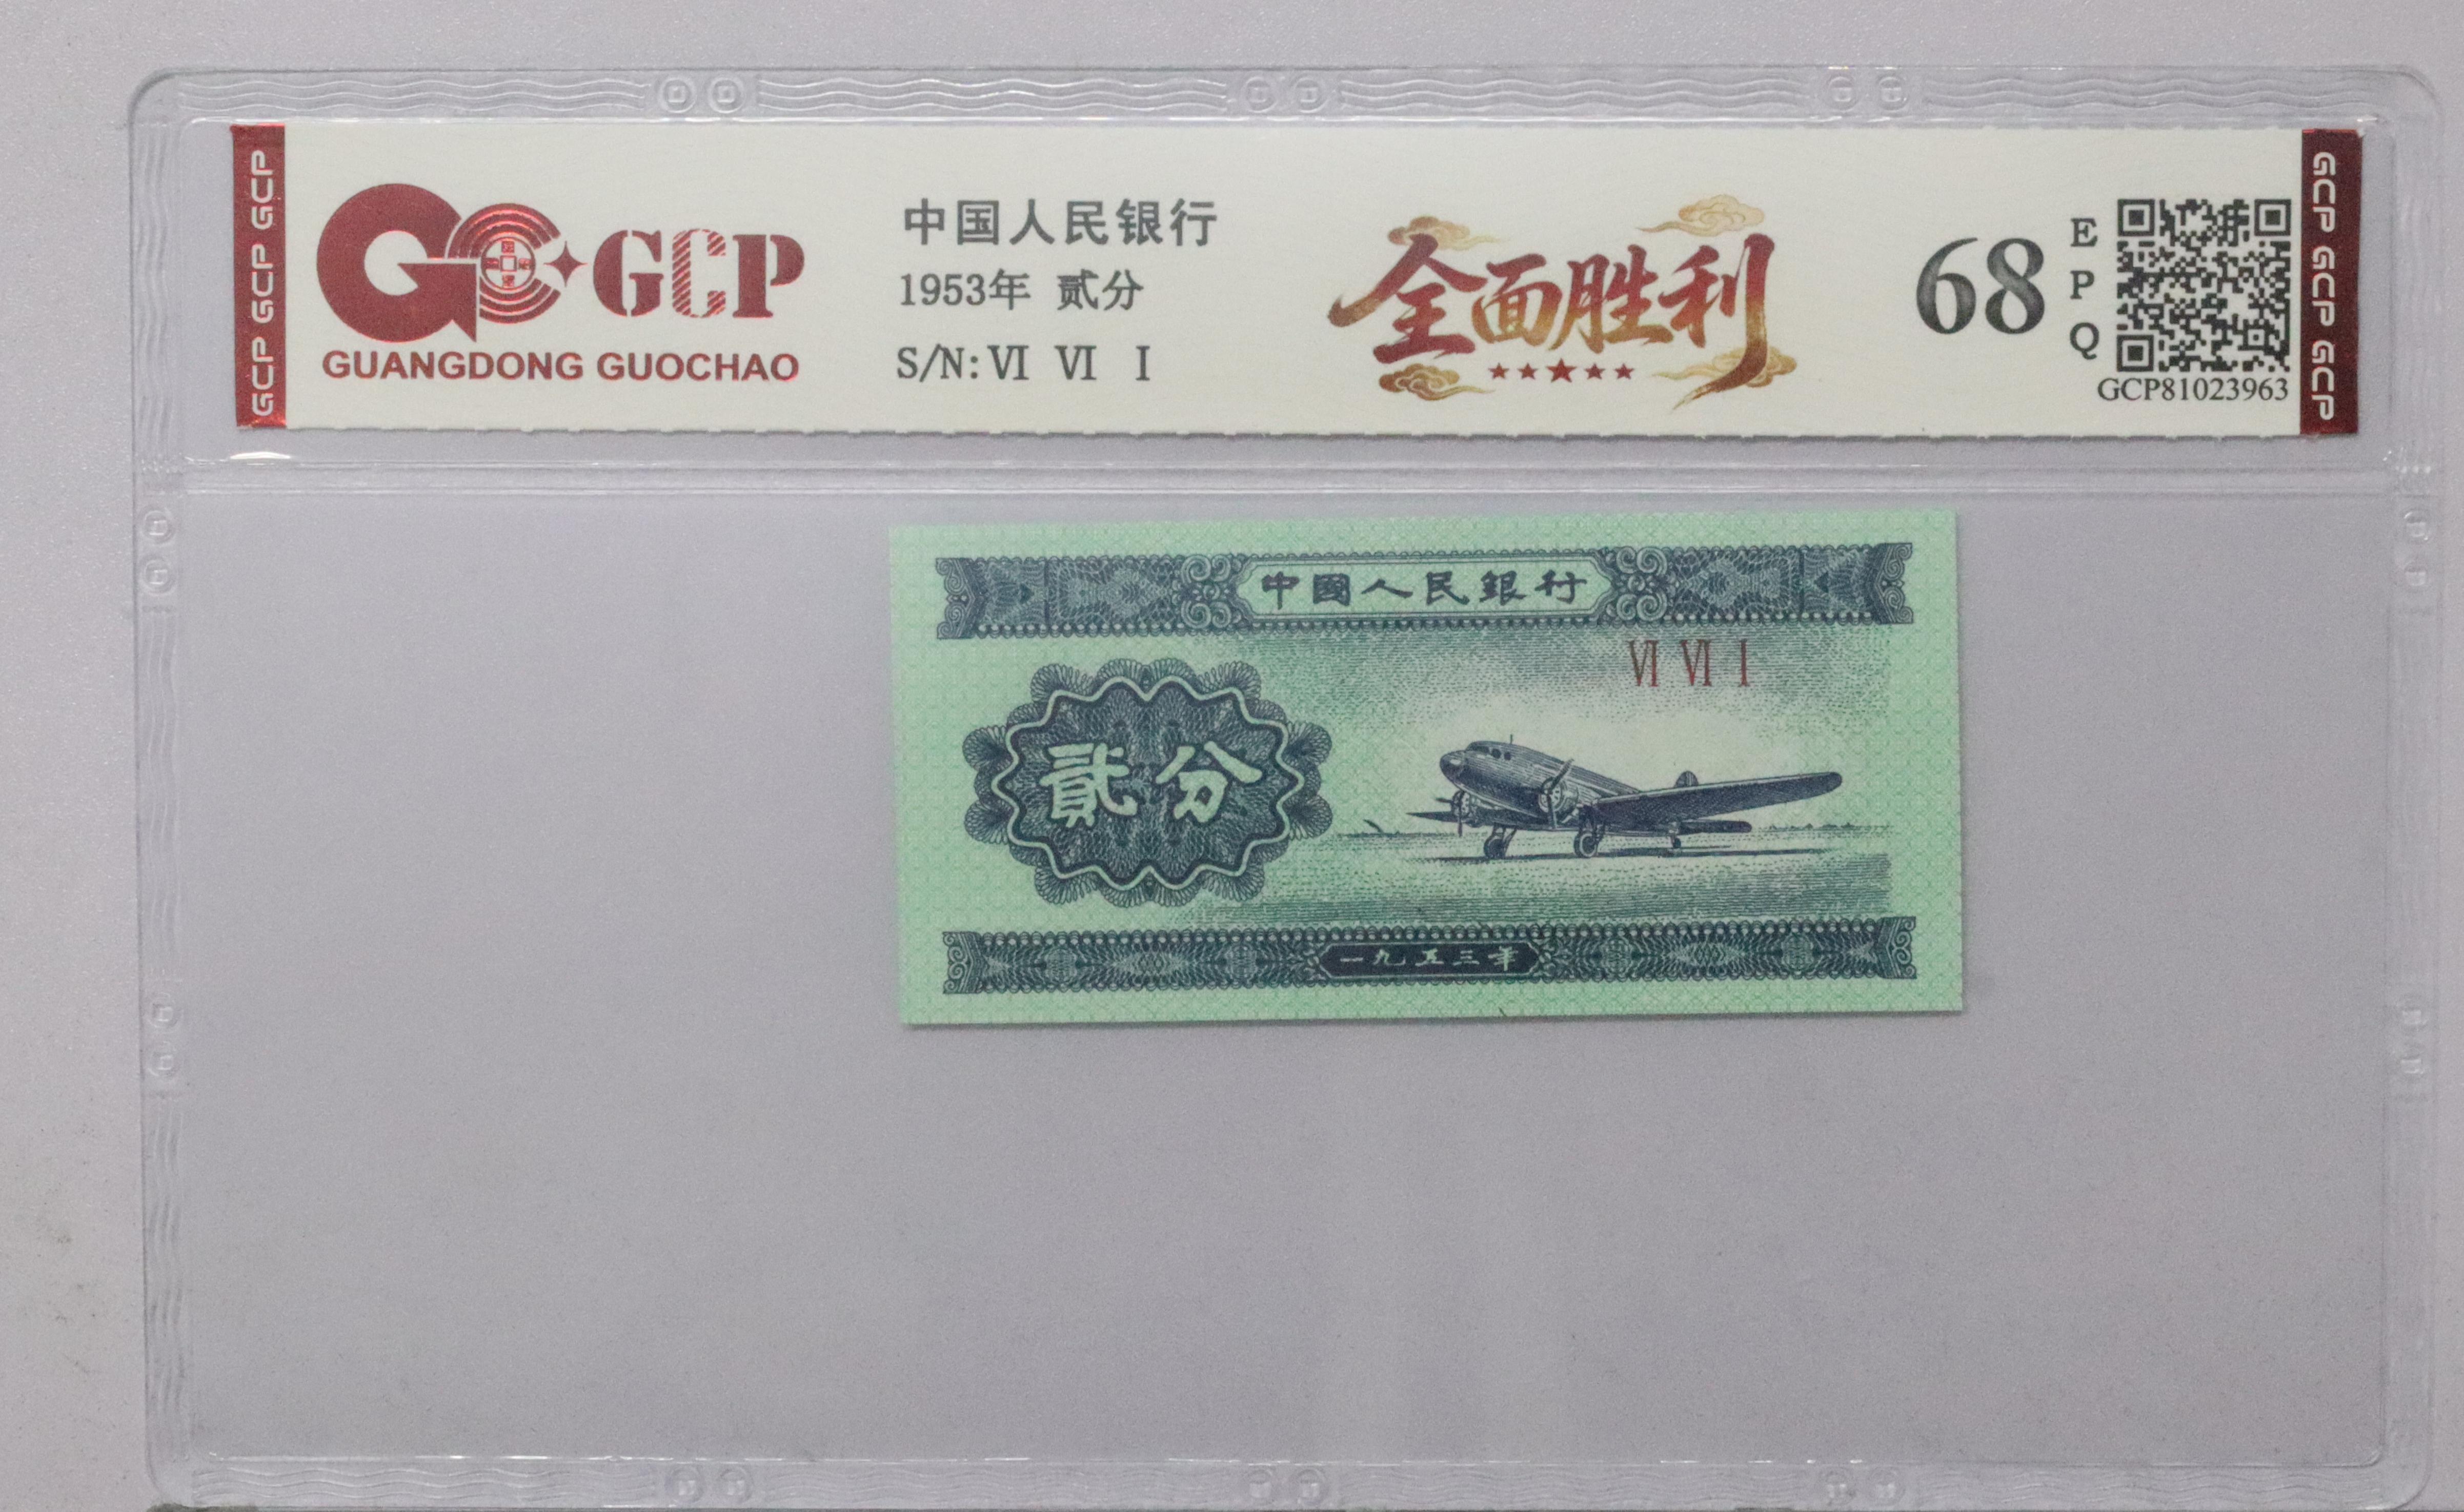 GCP GCP GCP
GCP
GUANGDONG GUOCHAO
中国人民银行
1953年 贰分
S/N: VI VI I
全面胜利
68
E
P
Q
GCP81023963
GCP GCP GCP
中國人民銀行
VI VI I
貳分
一九五三年